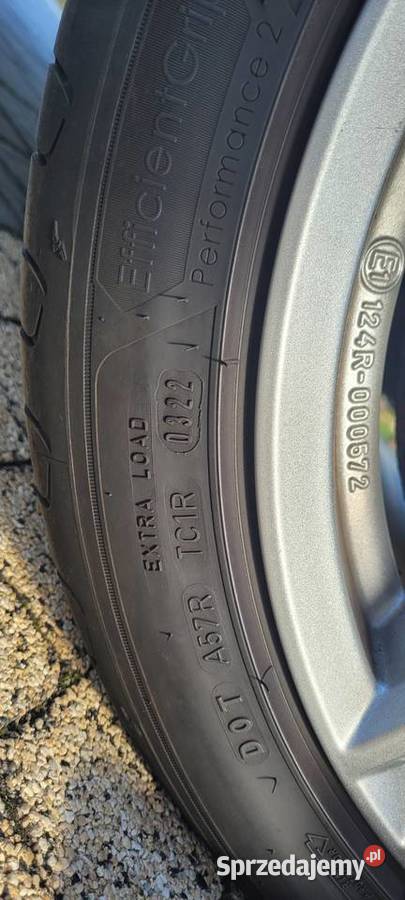 EfficientGrip
Performance 2
EXTRA LOAD
DOT A57R TC1R 0322
E1 124R-000572
Sprzedajemy.pl